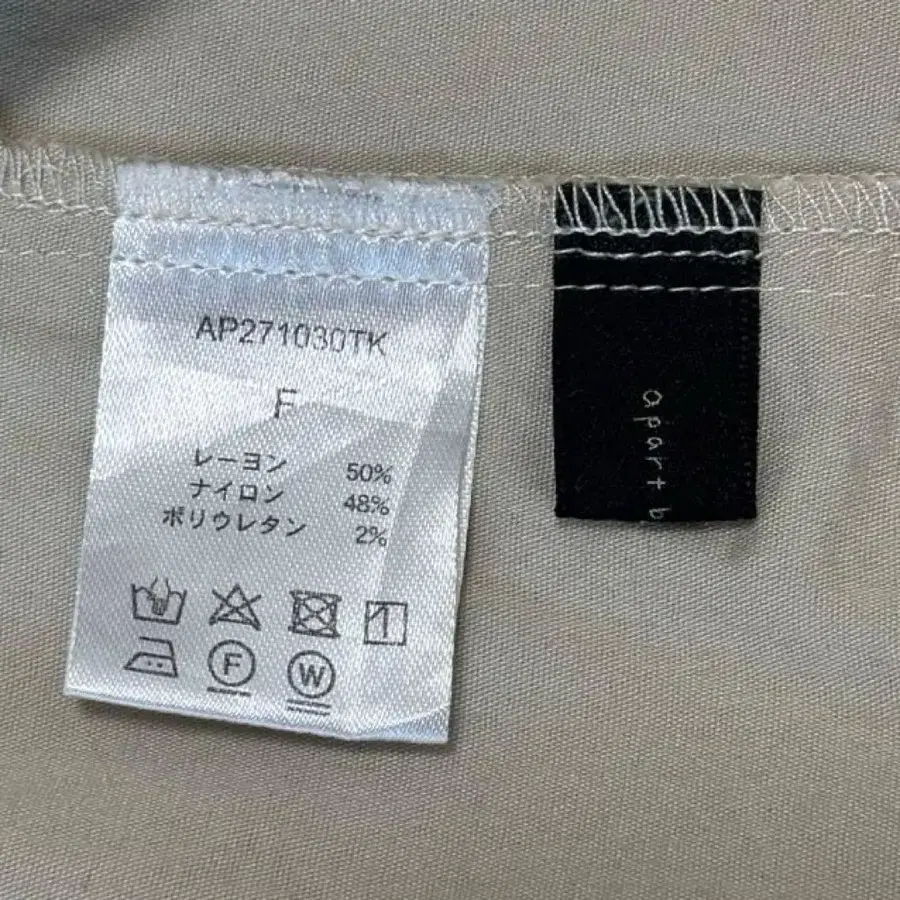 AP271030TK
F
レーヨン 50%
ナイロン 48%
ポリウレタン 2%
F
W
apart b